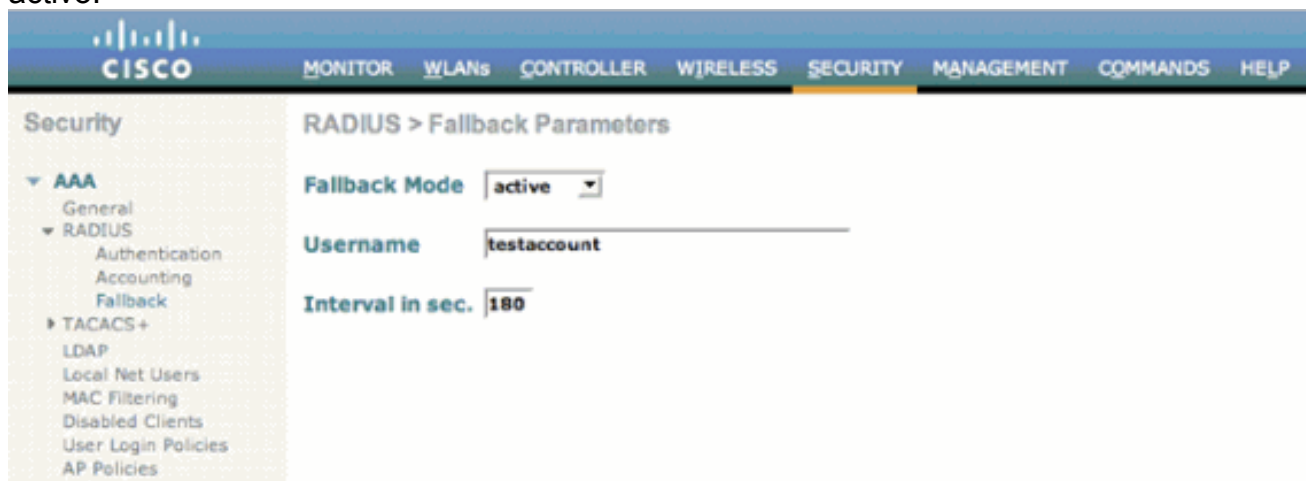 active.
CISCO
MONITOR WLANs CONTROLLER WIRELESS SECURITY MANAGEMENT COMMANDS HELP
Security
AAA
General
RADIUS
Authentication
Accounting
Fallback
TACACS+
LDAP
Local Net Users
MAC Filtering
Disabled Clients
User Login Policies
AP Policies
RADIUS > Fallback Parameters
Fallback Mode active
Username testaccount
Interval in sec. 180